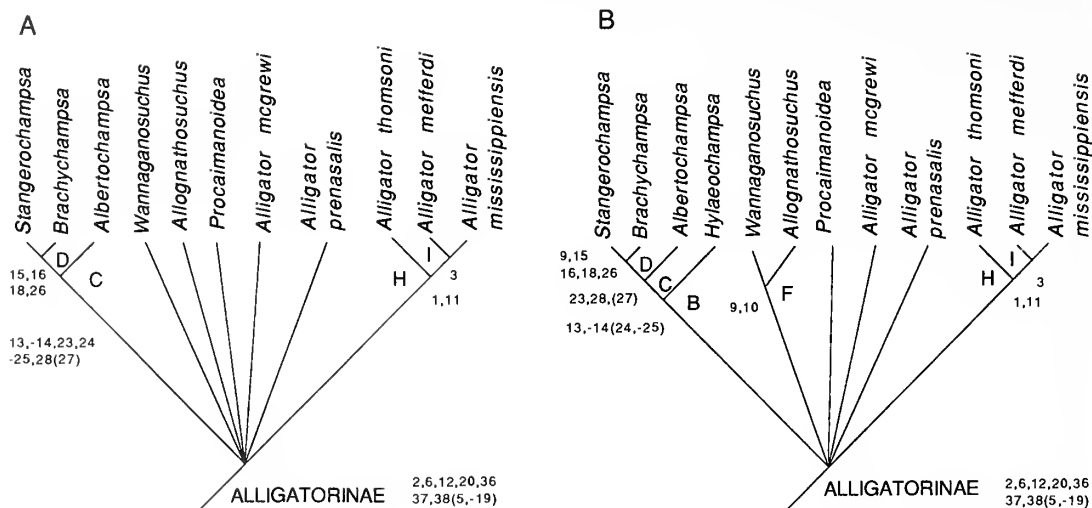 A
Stangerochampsa
Brachychampsa
Albertochampsa
Wannaganosuchus
Allognathosuchus
Procaimanoidea
Alligator mcgrewi
Alligator
prenasalis
Alligator thomsoni
Alligator mefferdi
Alligator
mississippiensis
D
C
I
H
15,16
18,26
3
1,11
13,-14,23,24
-25,28(27)
ALLIGATORINAE
2,6,12,20,36
37,38(5,-19)
B
Stangerochampsa
Brachychampsa
Albertochampsa
Hylaeochampsa
Wannaganosuchus
Allognathosuchus
Procaimanoidea
Alligator mcgrewi
Alligator
prenasalis
Alligator thomsoni
Alligator mefferdi
Alligator
mississippiensis
9,15
16,18,26
D
C
B
F
I
H
23,28,(27)
9,10
3
1,11
13,-14(24,-25)
ALLIGATORINAE
2,6,12,20,36
37,38(5,-19)